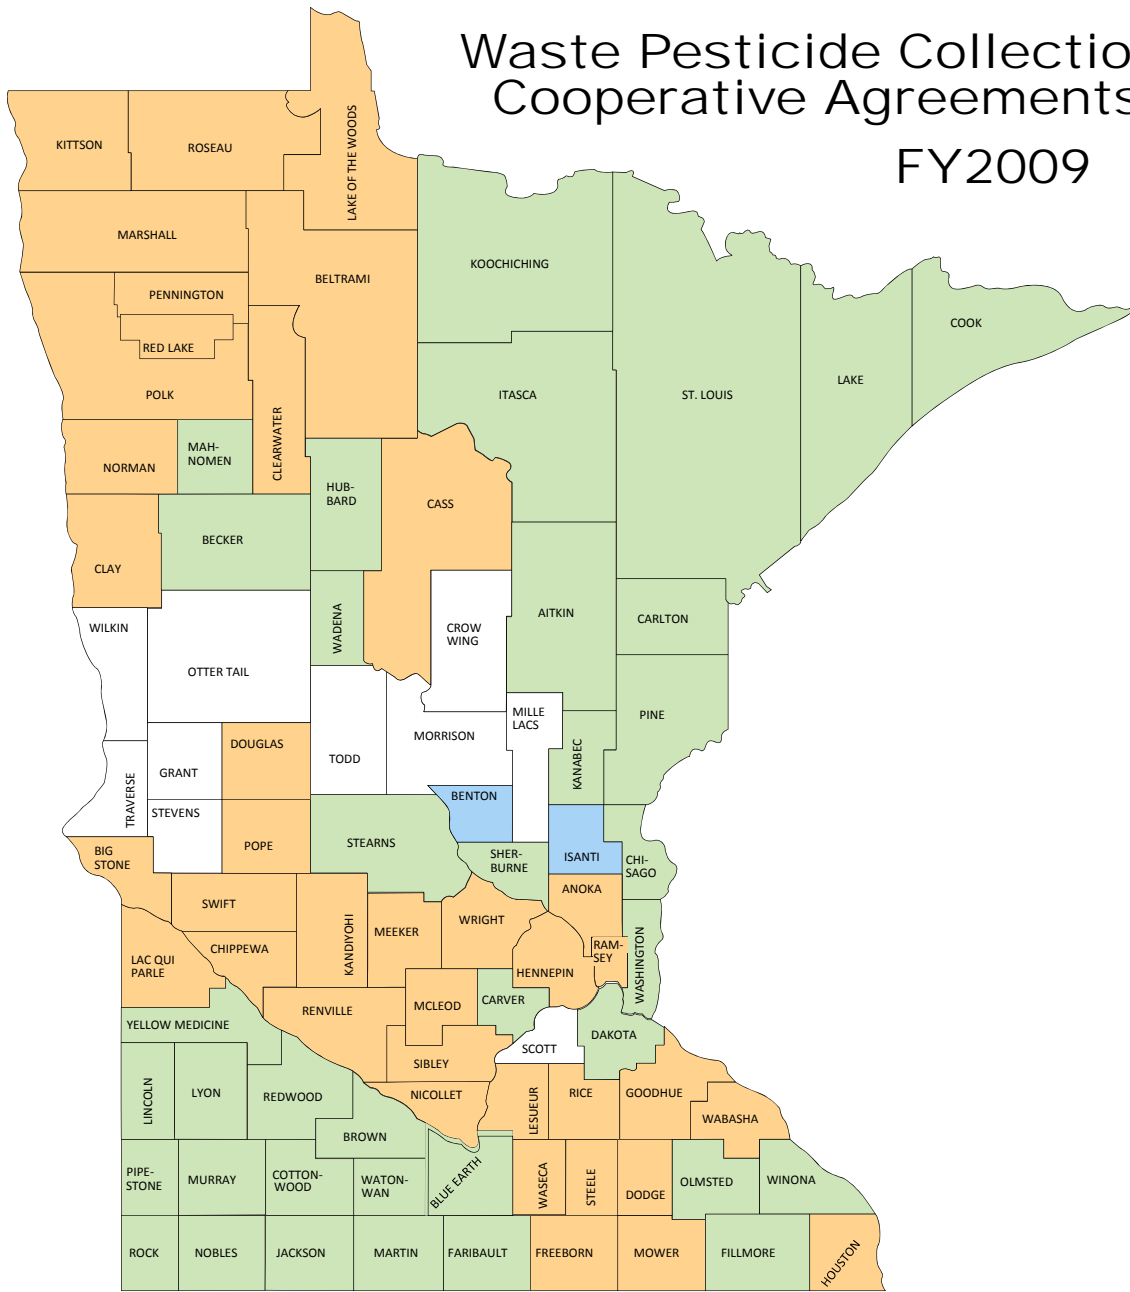 Waste Pesticide Collectio
Cooperative Agreements
FY2009
KITTSON
ROSEAU
LAKE OF THE WOODS
MARSHALL
BELTRAMI
KOOCHICHING
PENNINGTON
RED LAKE
COOK
POLK
ITASCA
ST. LOUIS
LAKE
CLEARWATER
NORMAN
MAH-
NOMEN
HUB-
BARD
CASS
BECKER
CLAY
WILKIN
WADENA
CROW
WING
AITKIN
CARLTON
OTTER TAIL
MILLE
LACS
PINE
DOUGLAS
MORRISON
TODD
GRANT
KANABEC
TRAVERSE
STEVENS
BENTON
BIG
STONE
POPE
STEARNS
SHER-
BURNE
ISANTI
CHI-
SAGO
ANOKA
SWIFT
KANDIYOHI
MEEKER
WRIGHT
CHIPPEWA
RAM-
SEY
WASHINGTON
LAC QUI
PARLE
HENNEPIN
RENVILLE
MCLEOD
CARVER
YELLOW MEDICINE
SCOTT
DAKOTA
SIBLEY
LINCOLN
LYON
REDWOOD
NICOLLET
LESUEUR
RICE
GOODHUE
WABASHA
BROWN
PIPE-
STONE
MURRAY
COTTON-
WOOD
WATON-
WAN
BLUE EARTH
WASECA
STEELE
DODGE
OLMSTED
WINONA
ROCK
NOBLES
JACKSON
MARTIN
FARIBAULT
FREEBORN
MOWER
FILLMORE
HOUSTON